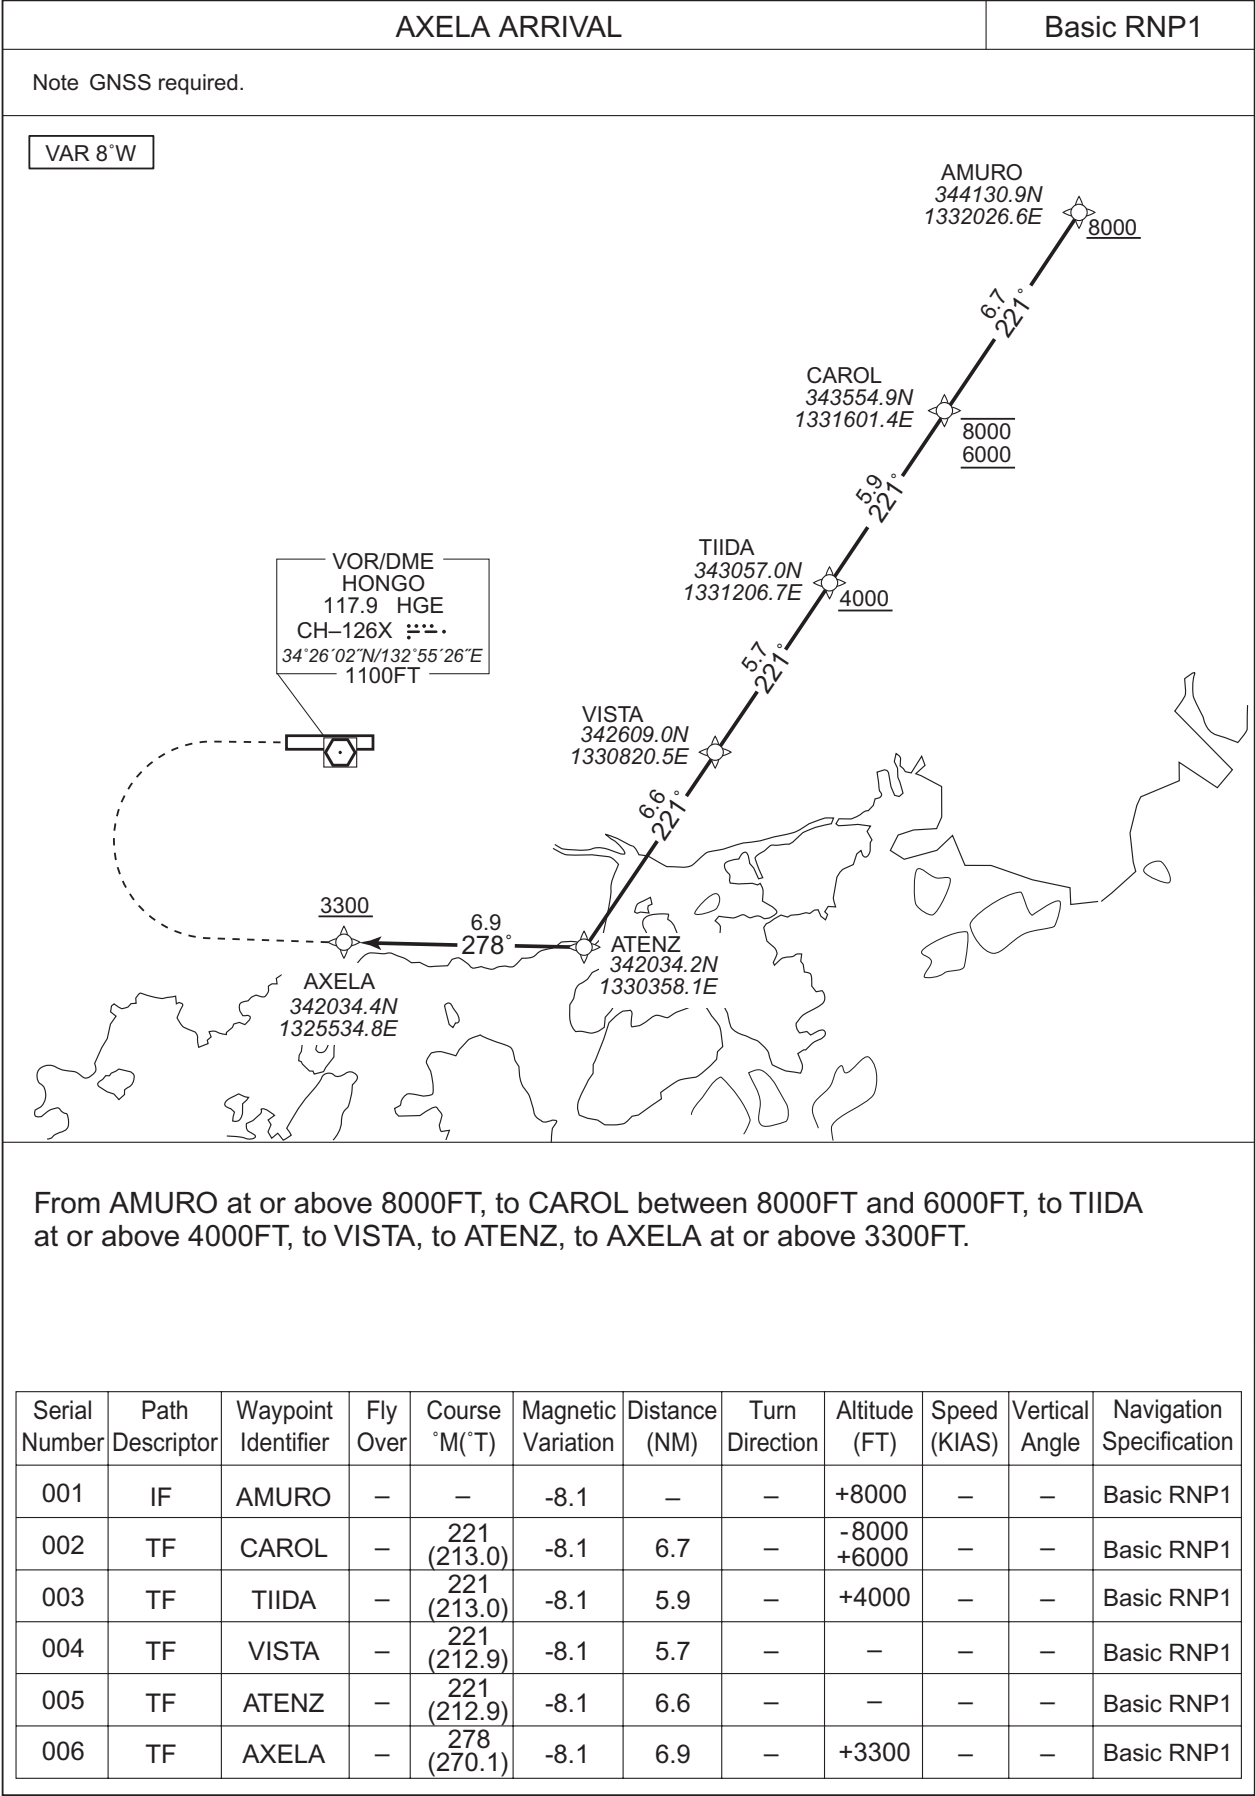 AXELA ARRIVAL
Basic RNP1
Note GNSS required.
VAR 8˚W
AMURO
344130.9N
1332026.6E
8000
6.7
221˚
CAROL
343554.9N
1331601.4E
8000
6000
5.9
221˚
TIIDA
343057.0N
1331206.7E
4000
5.7
221˚
VOR/DME
HONGO
117.9 HGE
CH–126X
34˚26´02˝N/132˚55´26˝E
1100FT
VISTA
342609.0N
1330820.5E
6.6
221˚
3300
6.9
278˚
ATENZ
342034.2N
1330358.1E
AXELA
342034.4N
1325534.8E
From AMURO at or above 8000FT, to CAROL between 8000FT and 6000FT, to TIIDA
at or above 4000FT, to VISTA, to ATENZ, to AXELA at or above 3300FT.
Serial Number Path Descriptor Waypoint Identifier Fly Over Course ˚M(˚T) Magnetic Variation Distance (NM) Turn Direction Altitude (FT) Speed (KIAS) Vertical Angle Navigation Specification
001 IF AMURO – – -8.1 – – +8000 – – Basic RNP1
002 TF CAROL – 221 (213.0) -8.1 6.7 – -8000 +6000 – – Basic RNP1
003 TF TIIDA – 221 (213.0) -8.1 5.9 – +4000 – – Basic RNP1
004 TF VISTA – 221 (212.9) -8.1 5.7 – – – – Basic RNP1
005 TF ATENZ – 221 (212.9) -8.1 6.6 – – – – Basic RNP1
006 TF AXELA – 278 (270.1) -8.1 6.9 – +3300 – – Basic RNP1